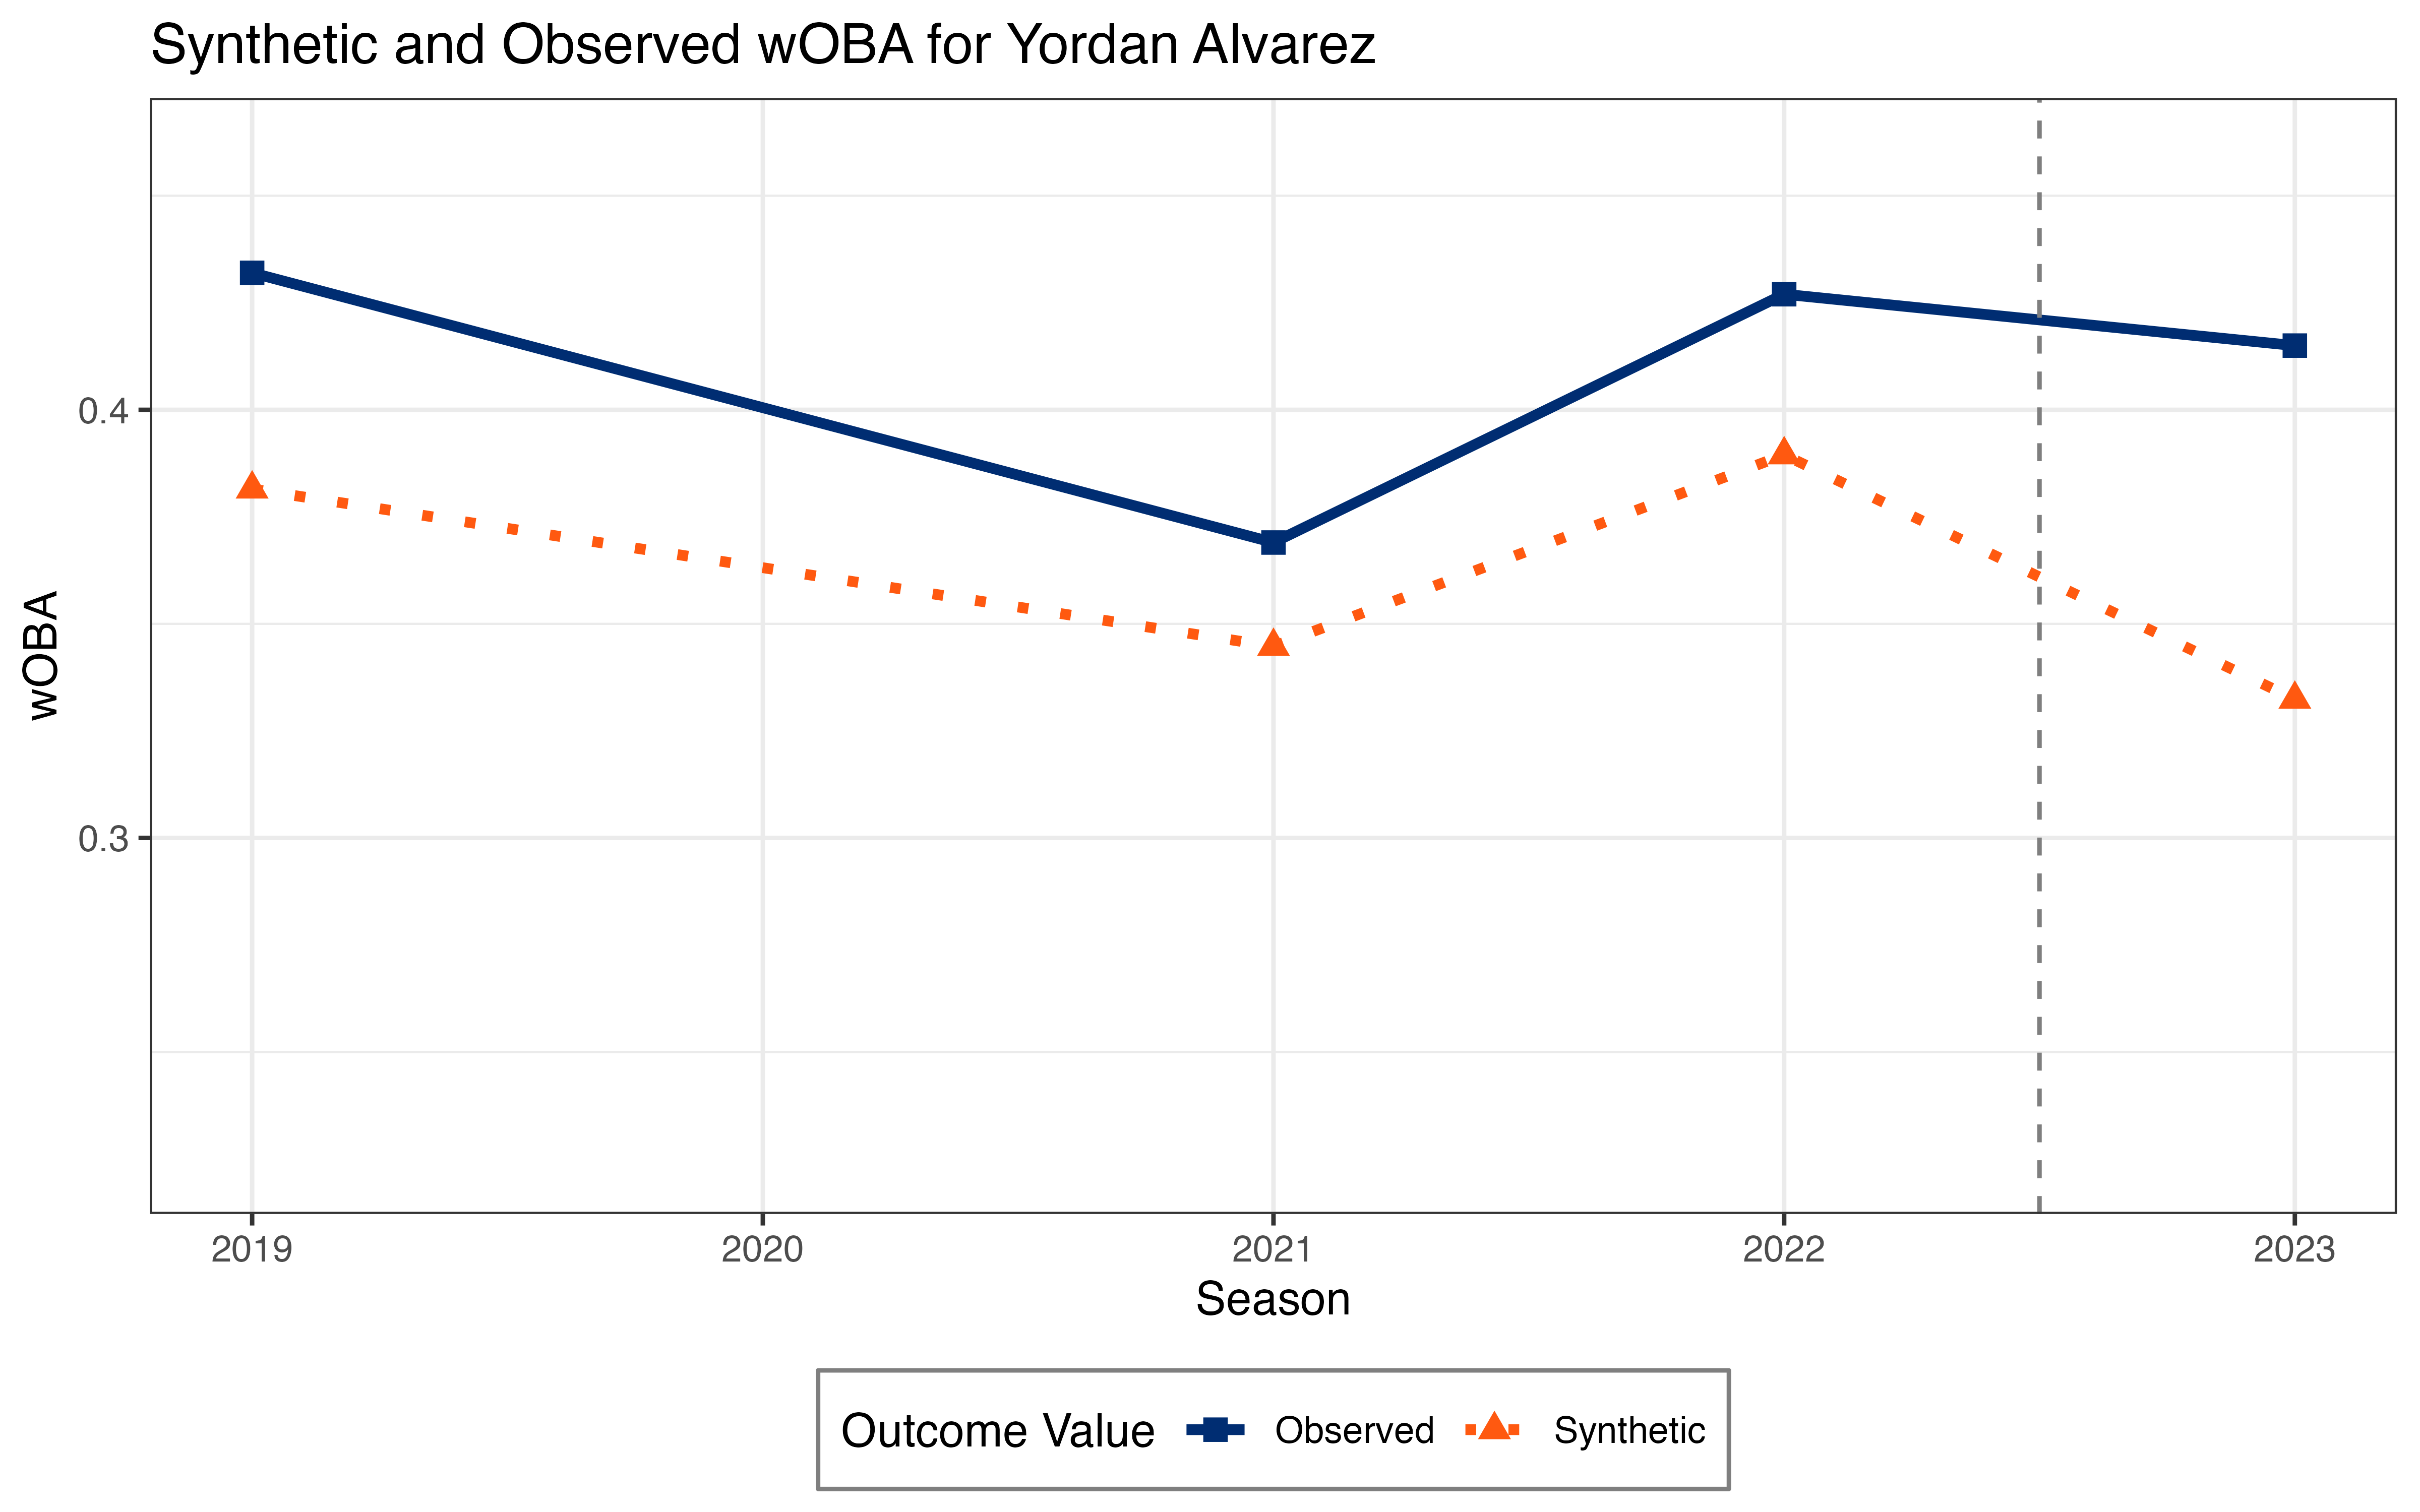 Synthetic and Observed wOBA for Yordan Alvarez
wOBA
0.4
0.3
2019 2020 2021 2022 2023
Season
Outcome Value Observed Synthetic